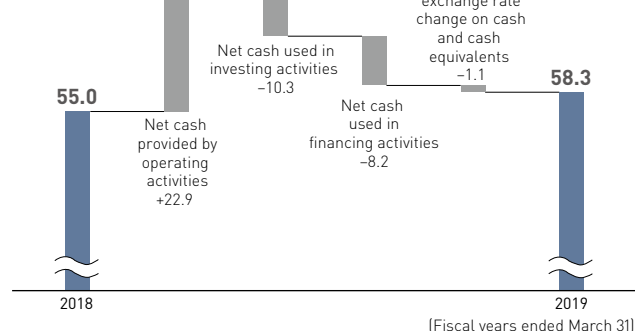 exchange rate
change on cash
and cash
equivalents
−1.1
Net cash used in
investing activities
−10.3
58.3
55.0
Net cash
used in
financing activities
−8.2
Net cash
provided by
operating
activities
+22.9
2018
2019
(Fiscal years ended March 31)